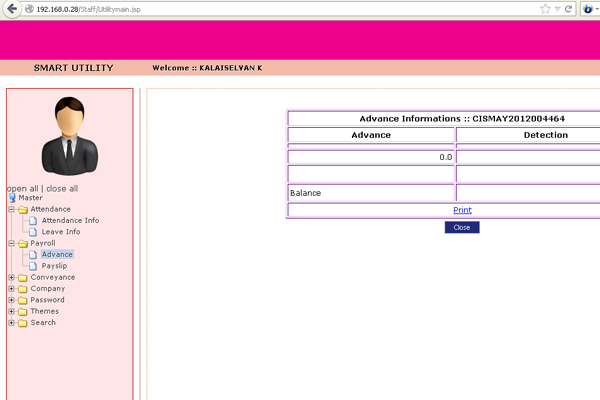 192.168.0.28/Staff/Utilitymain.jsp
SMART UTILITY
Welcome :: KALAISELVAN K
open all | close all
Master
Attendance
Attendance Info
Leave Info
Payroll
Advance
Payslip
Conveyance
Company
Password
Themes
Search
Advance Informations :: CISMAY2012004464
Advance Detection
0.0
Balance
Print
Close